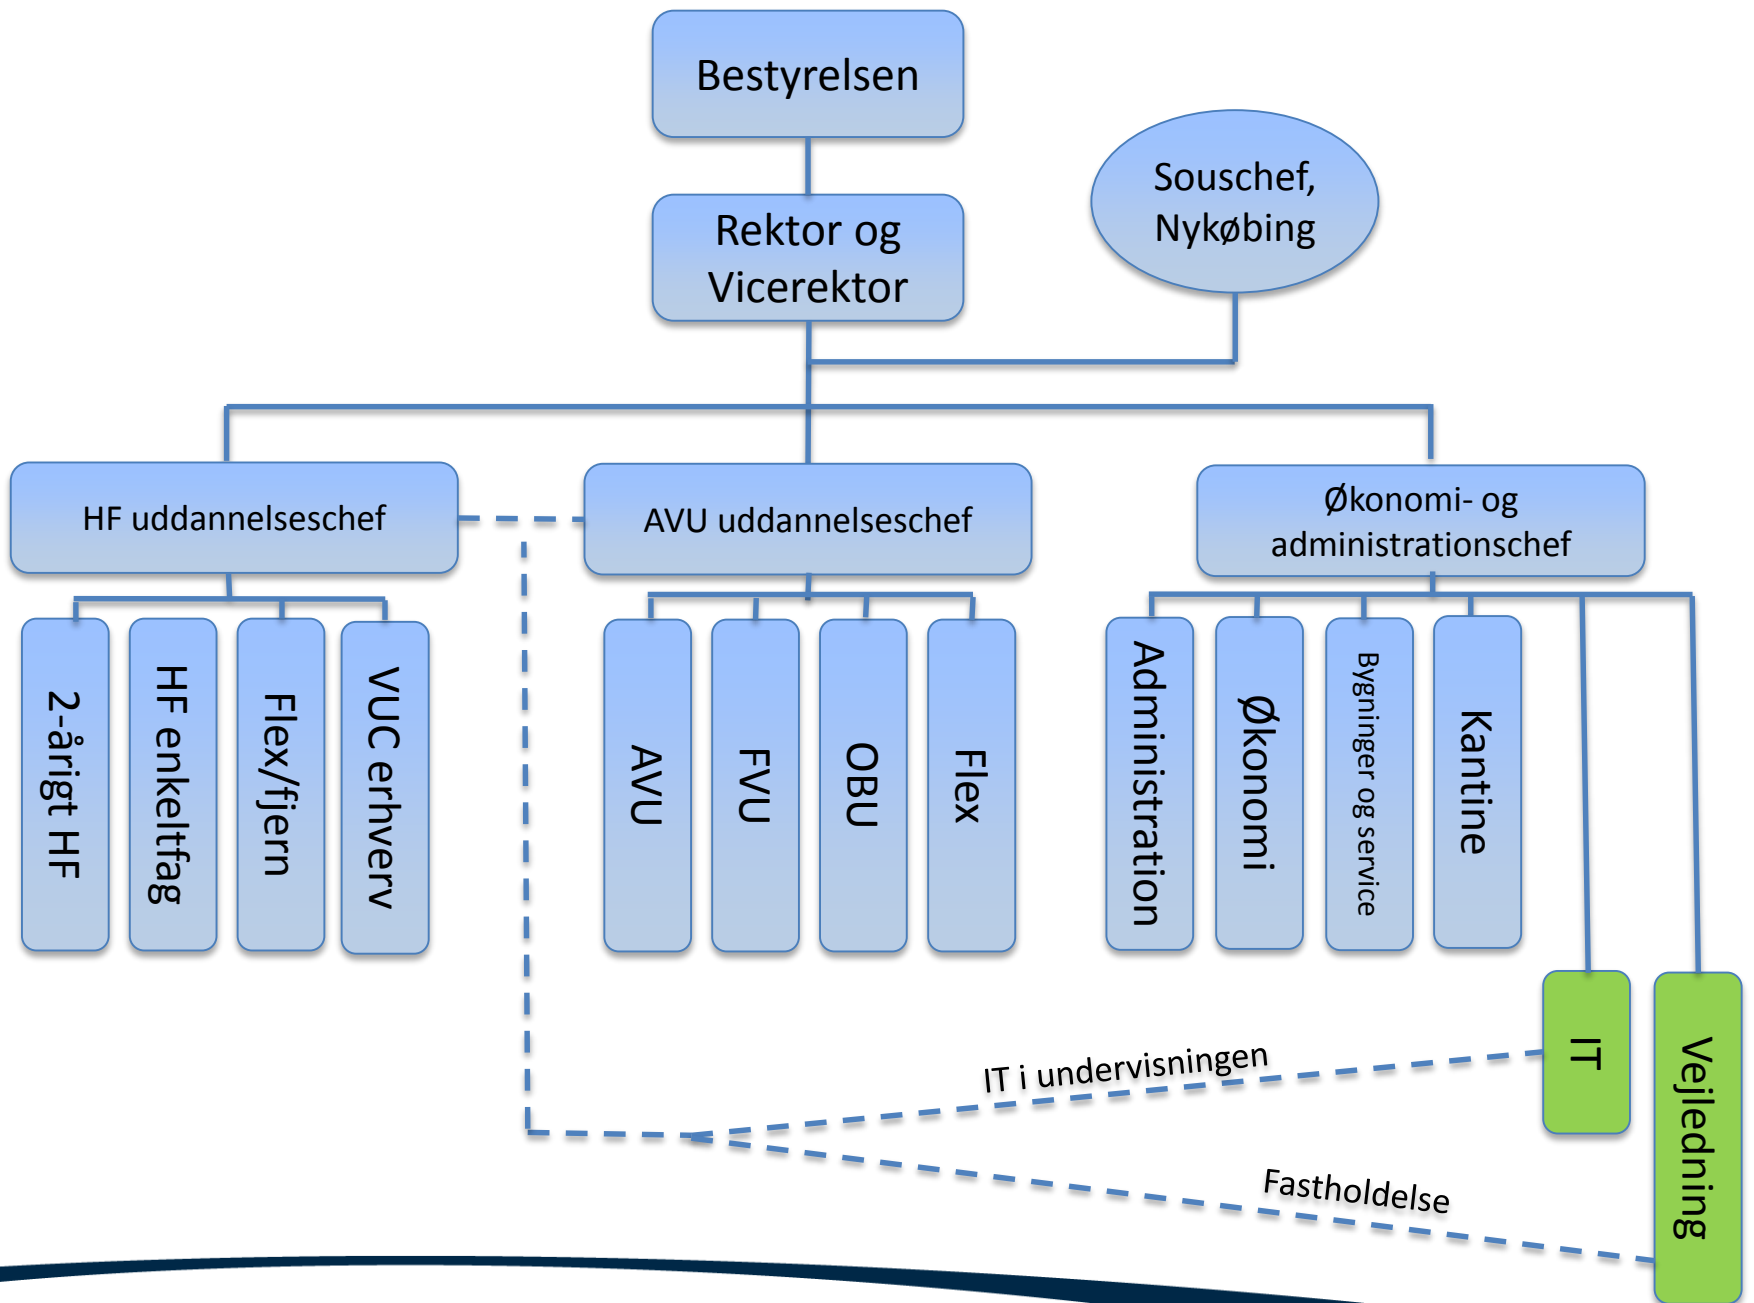 Bestyrelsen
Souschef,
Nykøbing
Rektor og
Vicerektor
HF uddannelseschef
AVU uddannelseschef
Økonomi- og
administrationschef
2-årigt HF
HF enkeltfag
Flex/fjern
VUC erhverv
AVU
FVU
OBU
Flex
Administration
Økonomi
Bygninger og service
Kantine
IT
Vejledning
IT i undervisningen
Fastholdelse